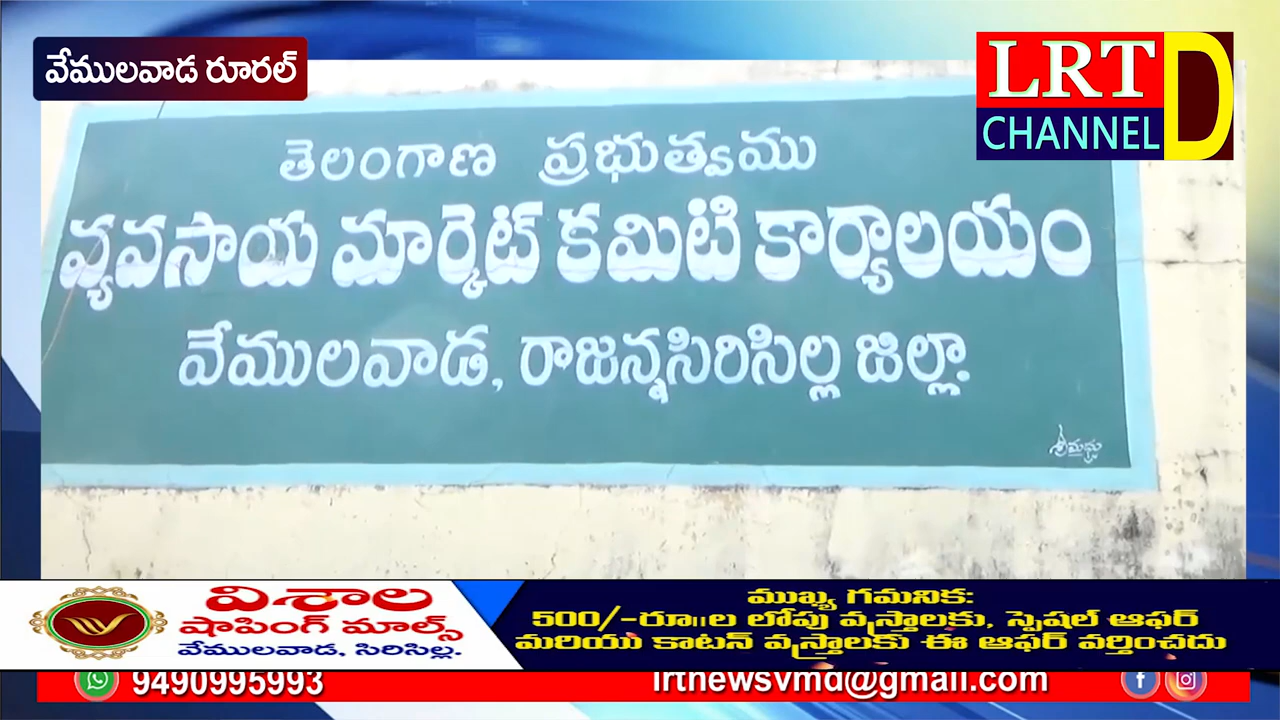 వేములవాడ రూరల్
LRT D
CHANNEL
తెలంగాణ ప్రభుత్వము
వ్యవసాయ మార్కెట్ కమిటి కార్యాలయం
వేములవాడ, రాజన్నసిరిసిల్ల జిల్లా.
శ్రీమధు
విశాల
షాపింగ్ మాల్స్
వేములవాడ, సిరిసిల్ల.
ముఖ్య గమనిక:
500/-రూ॥ల లోపు వస్త్రాలకు, స్పెషల్ ఆఫర్
మరియు కాటన్ వస్త్రాలకు ఈ ఆఫర్ వర్తించదు
9490995993
lrtnewsvmd@gmail.com